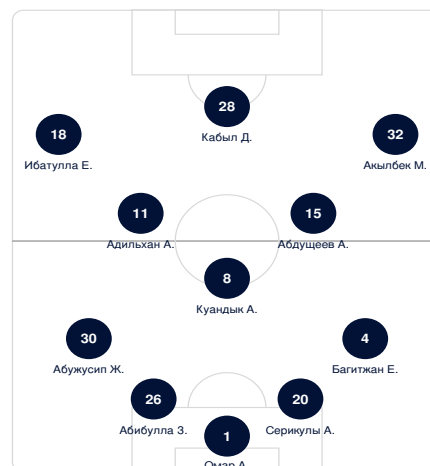 28
Кабыл Д.
18
Ибатулла Е.
32
Акылбек М.
11
Адильхан А.
15
Абдущеев А.
8
Куандык А.
30
Абужусип Ж.
4
Багитжан Е.
26
Абибулла З.
20
Серикулы А.
1
Омар А.